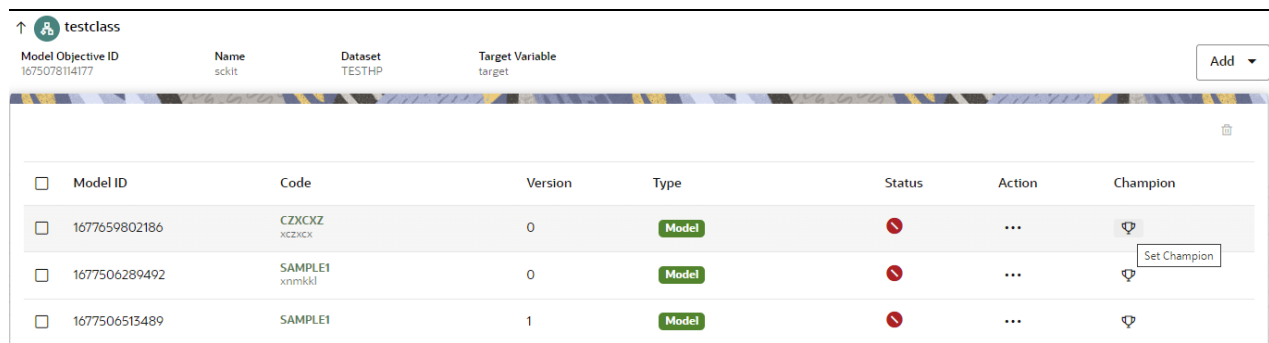 testclass
Model Objective ID Name Dataset Target Variable
1675078114177 sckit TESTHP target
Add
Model ID Code Version Type Status Action Champion
1677659802186 CZXCXZ 0 Model
xczxcx
Set Champion
1677506289492 SAMPLE1 0 Model
xnmkkl
1677506513489 SAMPLE1 1 Model